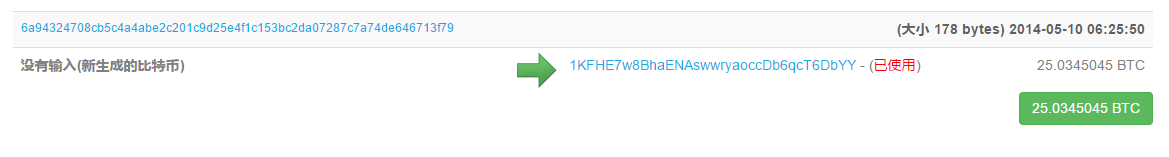 6a94324708cb5c4a4abe2c201c9d25e4f1c153bc2da07287c7a74de646713f79 (大小 178 bytes) 2014-05-10 06:25:50
没有输入(新生成的比特币) 1KFHE7w8BhaENAswwryaoccDb6qcT6DbYY - (已使用) 25.0345045 BTC
25.0345045 BTC